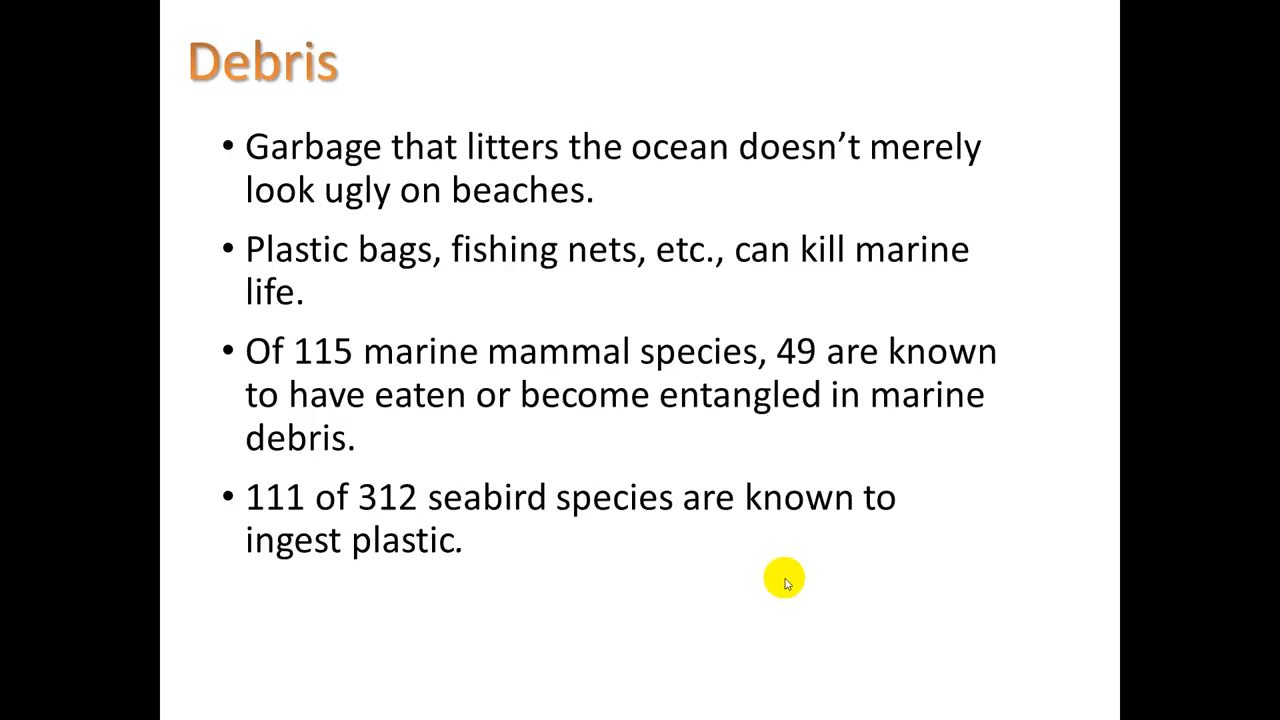 Debris
• Garbage that litters the ocean doesn’t merely
look ugly on beaches.
• Plastic bags, fishing nets, etc., can kill marine
life.
• Of 115 marine mammal species, 49 are known
to have eaten or become entangled in marine
debris.
• 111 of 312 seabird species are known to
ingest plastic.